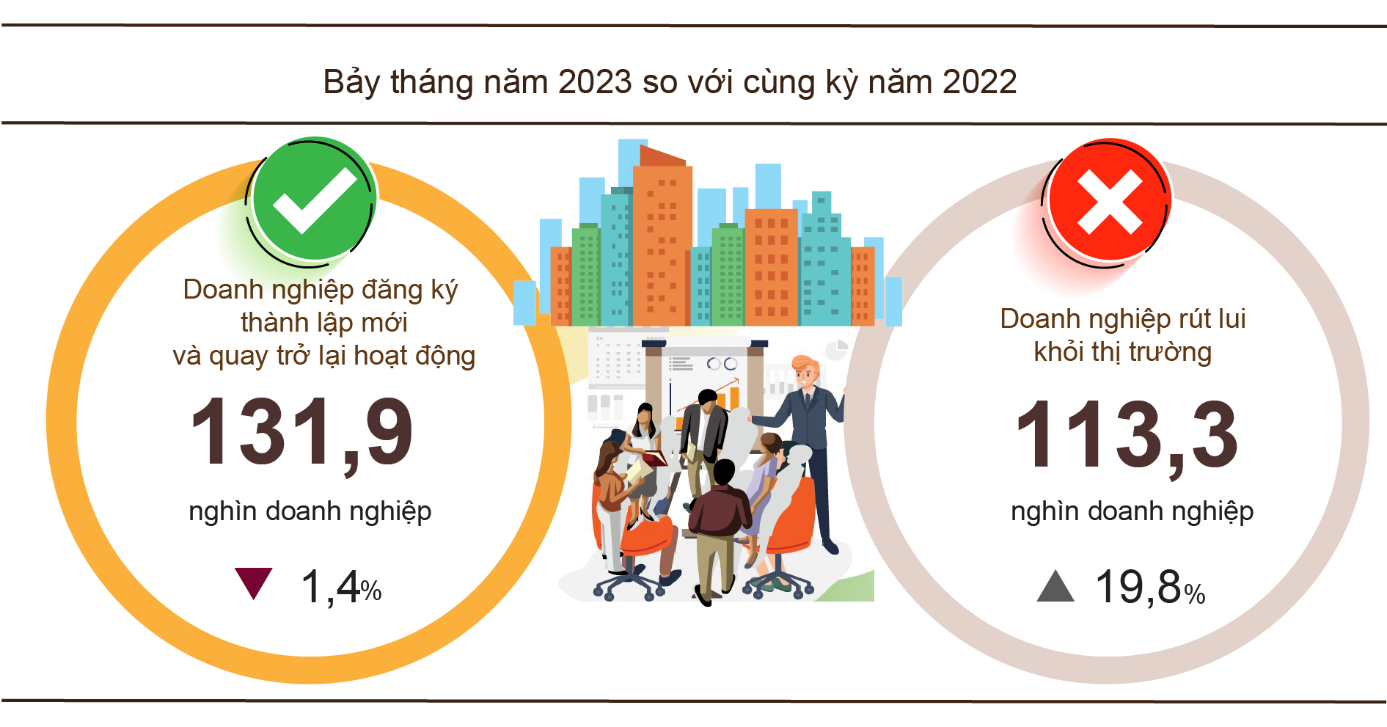 Bảy tháng năm 2023 so với cùng kỳ năm 2022
Doanh nghiệp đăng ký
thành lập mới
và quay trở lại hoạt động
131,9
nghìn doanh nghiệp
1,4%
Doanh nghiệp rút lui
khỏi thị trường
113,3
nghìn doanh nghiệp
19,8%